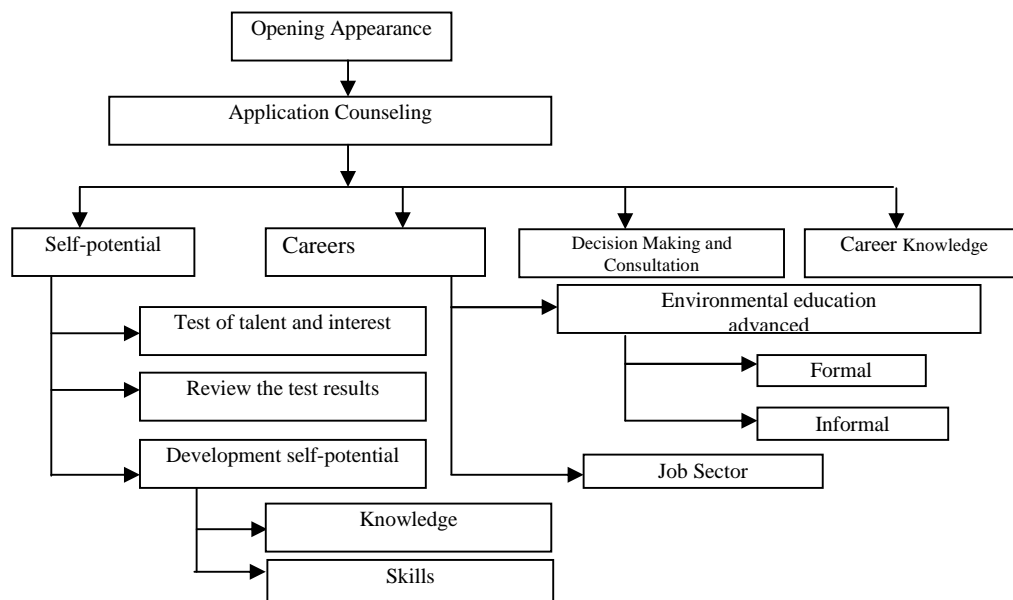 Opening Appearance
Application Counseling
Self-potential
Careers
Decision Making and
Consultation
Career Knowledge
Environmental education
advanced
Test of talent and interest
Formal
Review the test results
Informal
Development self-potential
Job Sector
Knowledge
Skills